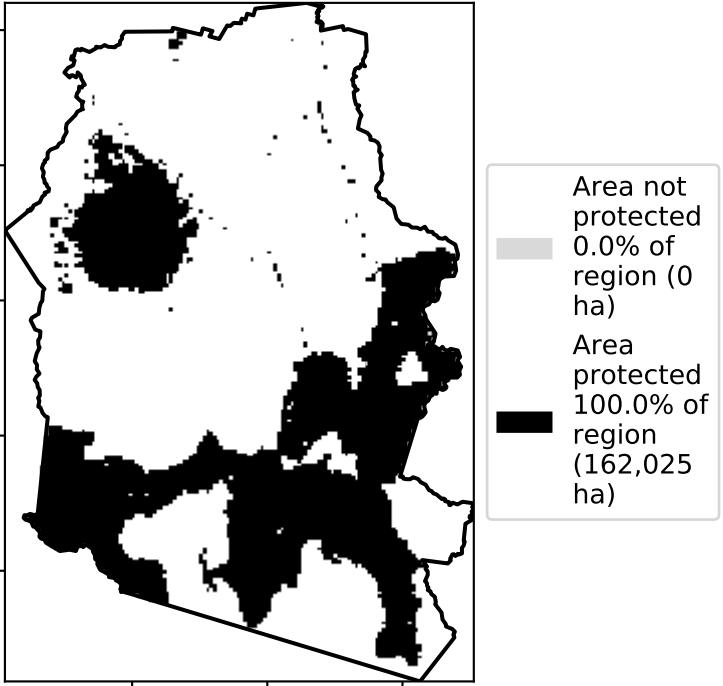 Area not
protected
0.0% of
region (0
ha)
Area
protected
100.0% of
region
(162,025
ha)